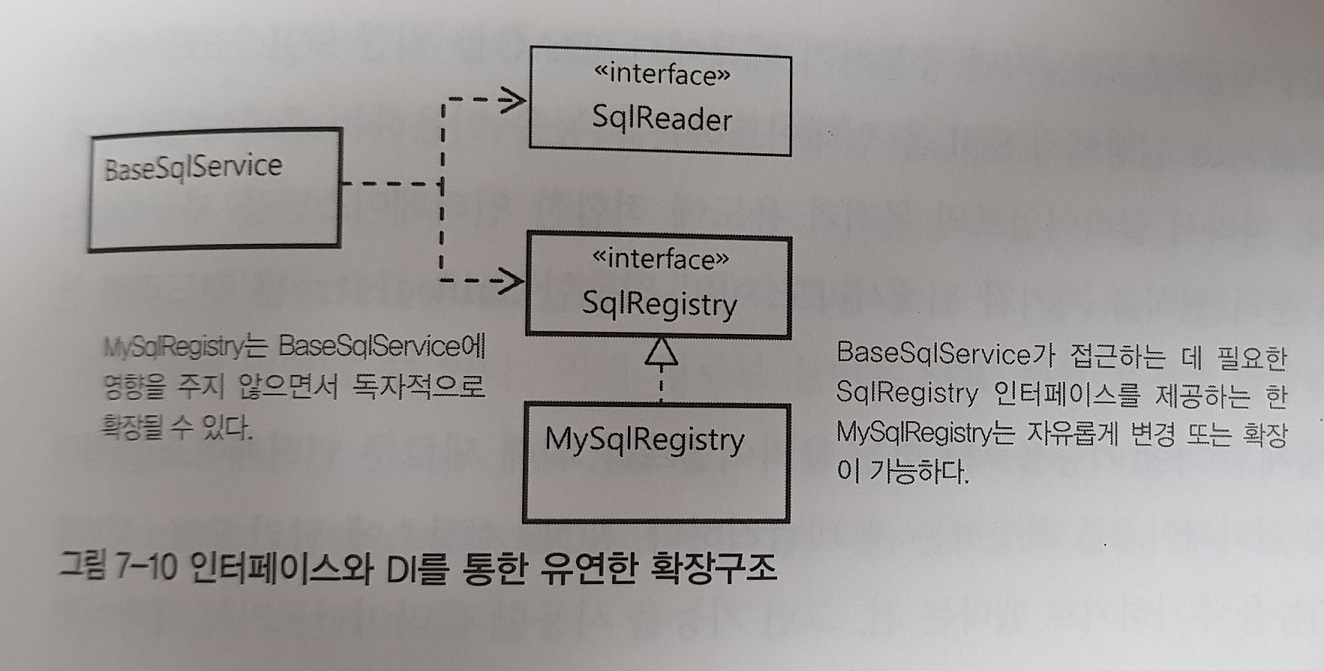 «interface»
SqlReader
BaseSqlService
«interface»
SqlRegistry
MySqlRegistry는 BaseSqlService에
영향을 주지 않으면서 독자적으로
확장될 수 있다.
MySqlRegistry
BaseSqlService가 접근하는 데 필요한
SqlRegistry 인터페이스를 제공하는 한
MySqlRegistry는 자유롭게 변경 또는 확장
이 가능하다.
그림 7-10 인터페이스와 DI를 통한 유연한 확장구조